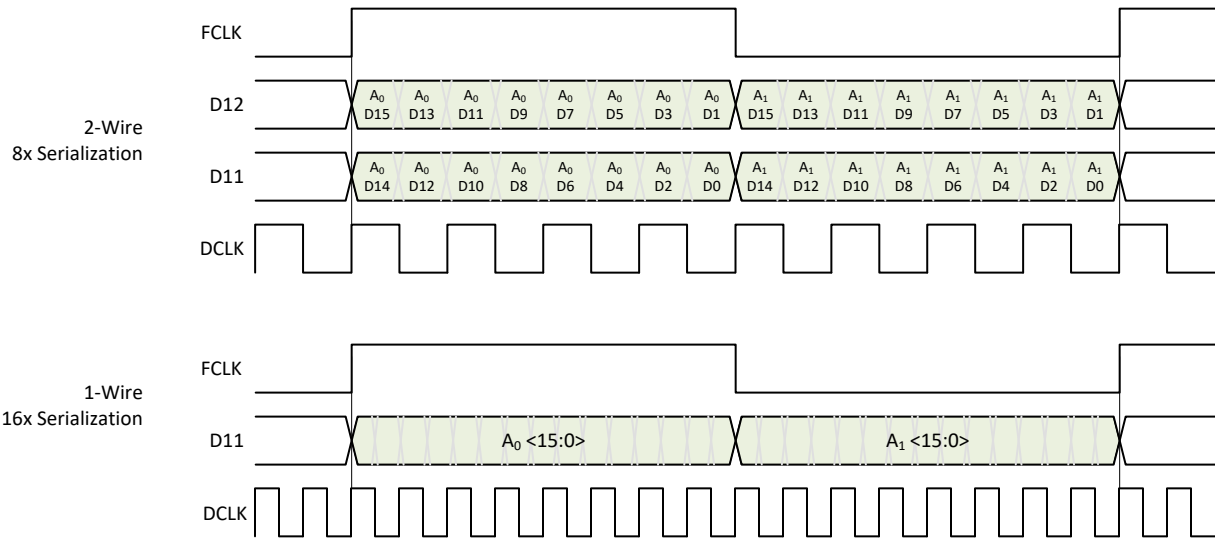 FCLK
2-Wire
8x Serialization
D12
A₀ A₀ A₀ A₀ A₀ A₀ A₀ A₀ A₁ A₁ A₁ A₁ A₁ A₁ A₁ A₁
D15 D13 D11 D9 D7 D5 D3 D1 D15 D13 D11 D9 D7 D5 D3 D1
D11
A₀ A₀ A₀ A₀ A₀ A₀ A₀ A₀ A₁ A₁ A₁ A₁ A₁ A₁ A₁ A₁
D14 D12 D10 D8 D6 D4 D2 D0 D14 D12 D10 D8 D6 D4 D2 D0
DCLK
FCLK
1-Wire
16x Serialization
D11
A₀ <15:0> A₁ <15:0>
DCLK